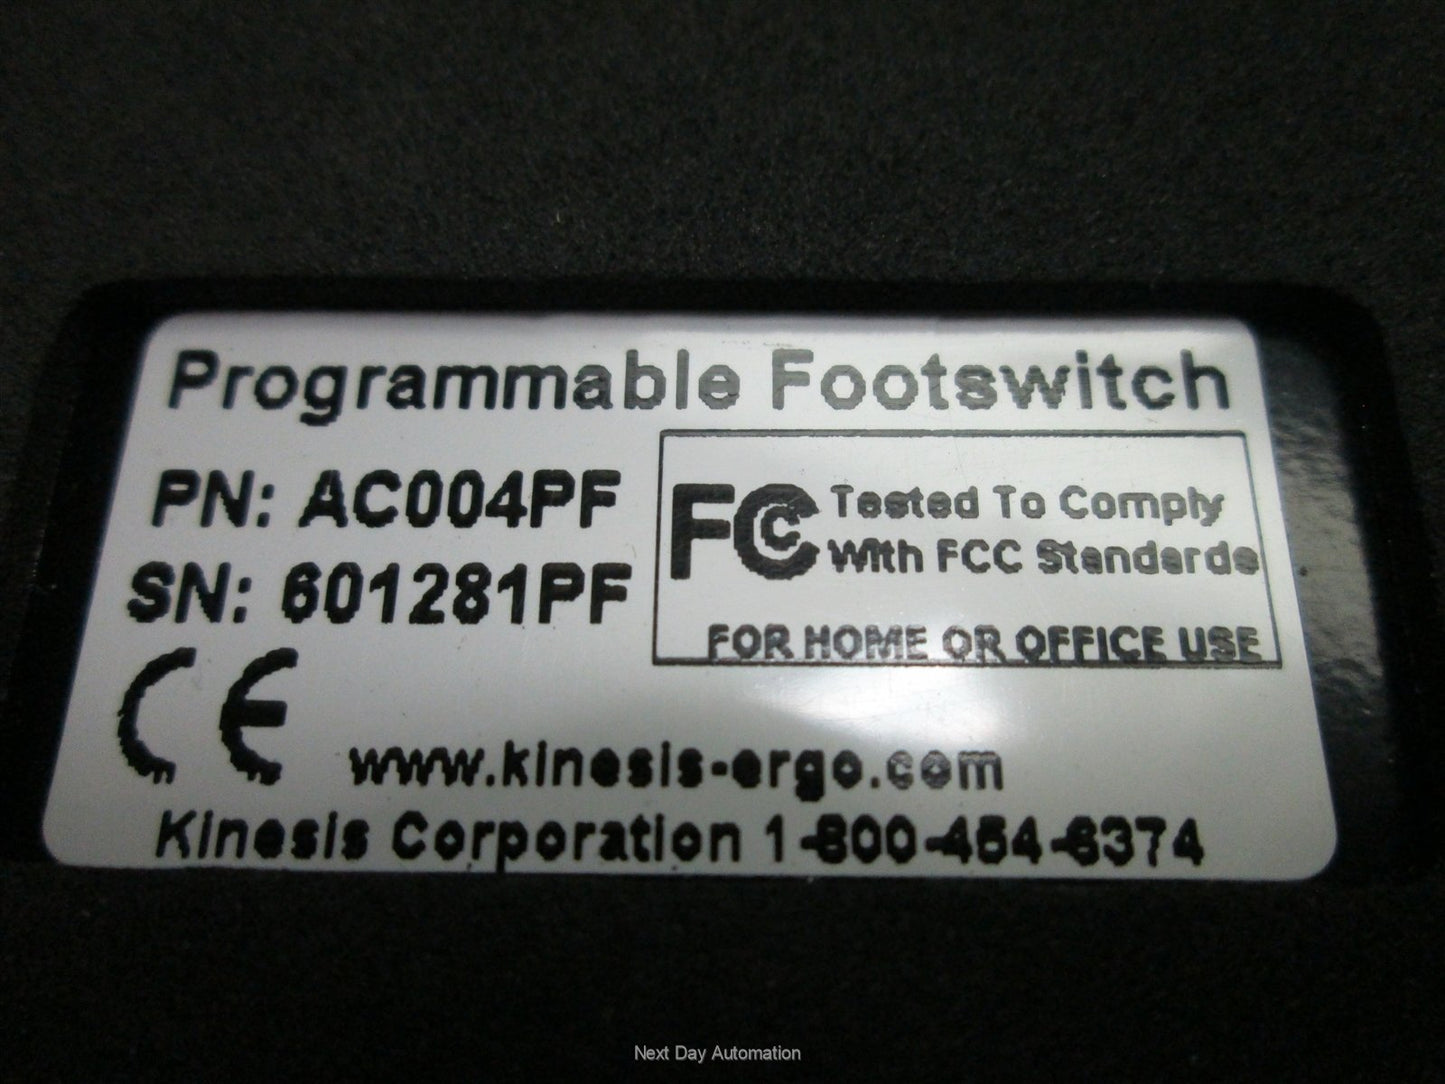 Programmable Footswitch
PN: AC004PF
SN: 601281PF
FCC Tested To Comply
With FCC Standards
FOR HOME OR OFFICE USE
CE
www.kinesis-ergo.com
Kinesis Corporation 1-800-454-6374
Next Day Automation